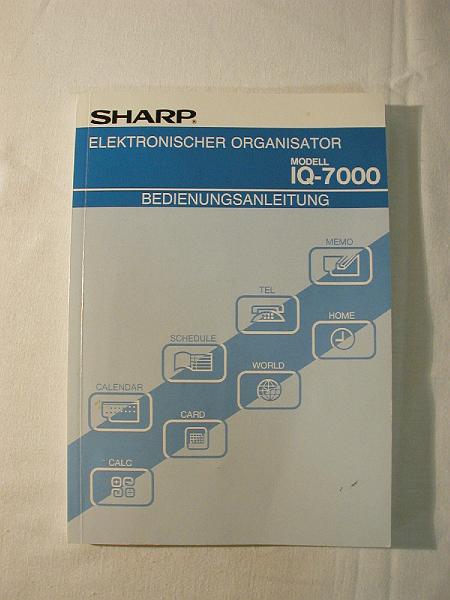 SHARP
ELEKTRONISCHER ORGANISATOR
MODELL
IQ-7000
BEDIENUNGSANLEITUNG
MEMO
TEL
HOME
SCHEDULE
WORLD
CALENDAR
CARD
CALC